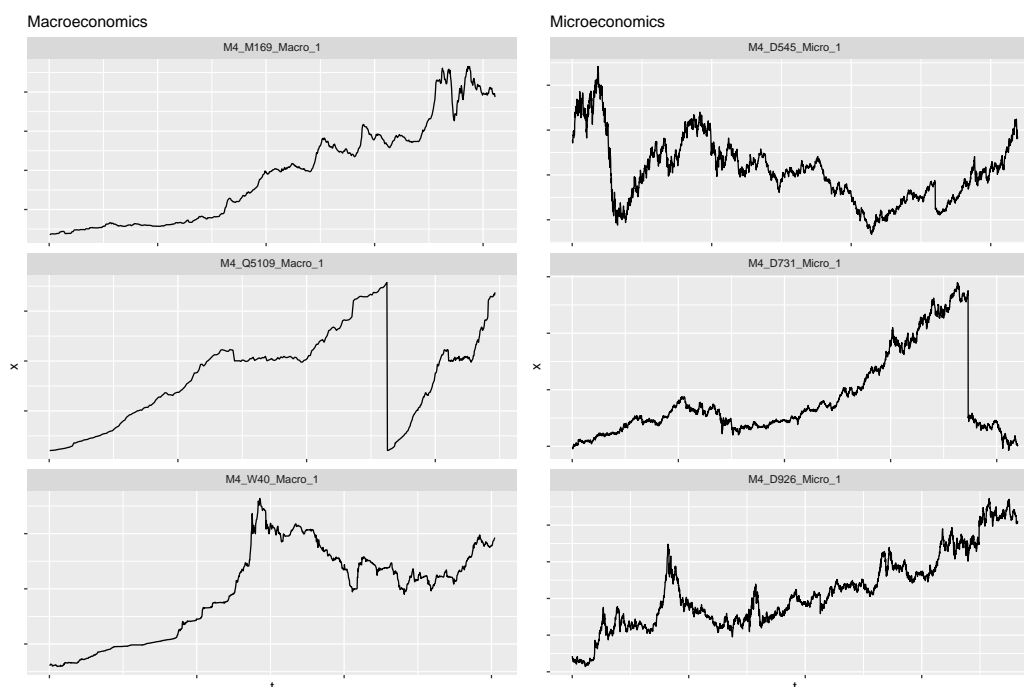 Macroeconomics
M4_M169_Macro_1
M4_Q5109_Macro_1
x
M4_W40_Macro_1
t
Microeconomics
M4_D545_Micro_1
M4_D731_Micro_1
x
M4_D926_Micro_1
t